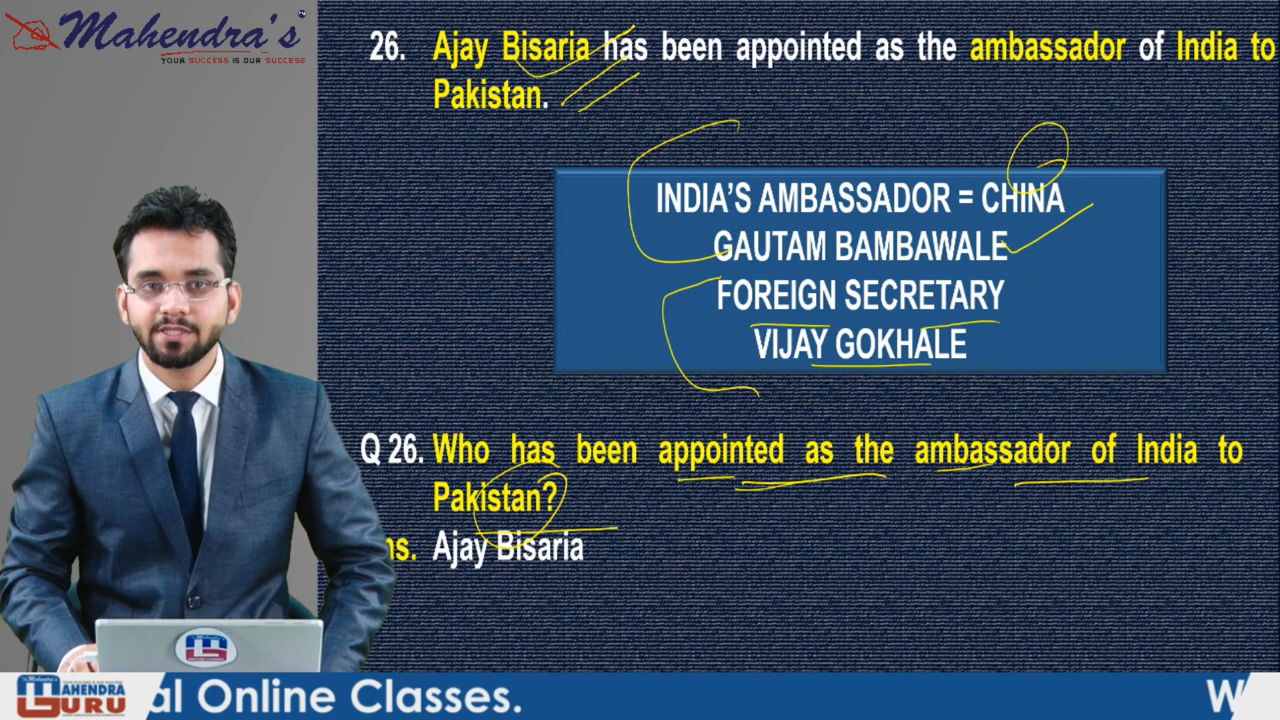 Mahendra's
YOUR SUCCESS IS OUR SUCCESS
26. Ajay Bisaria has been appointed as the ambassador of India to
Pakistan.
INDIA'S AMBASSADOR = CHINA
GAUTAM BAMBAWALE
FOREIGN SECRETARY
VIJAY GOKHALE
Q 26. Who has been appointed as the ambassador of India to
Pakistan?
ns. Ajay Bisaria
MAHENDRA
GURU
al Online Classes.
W